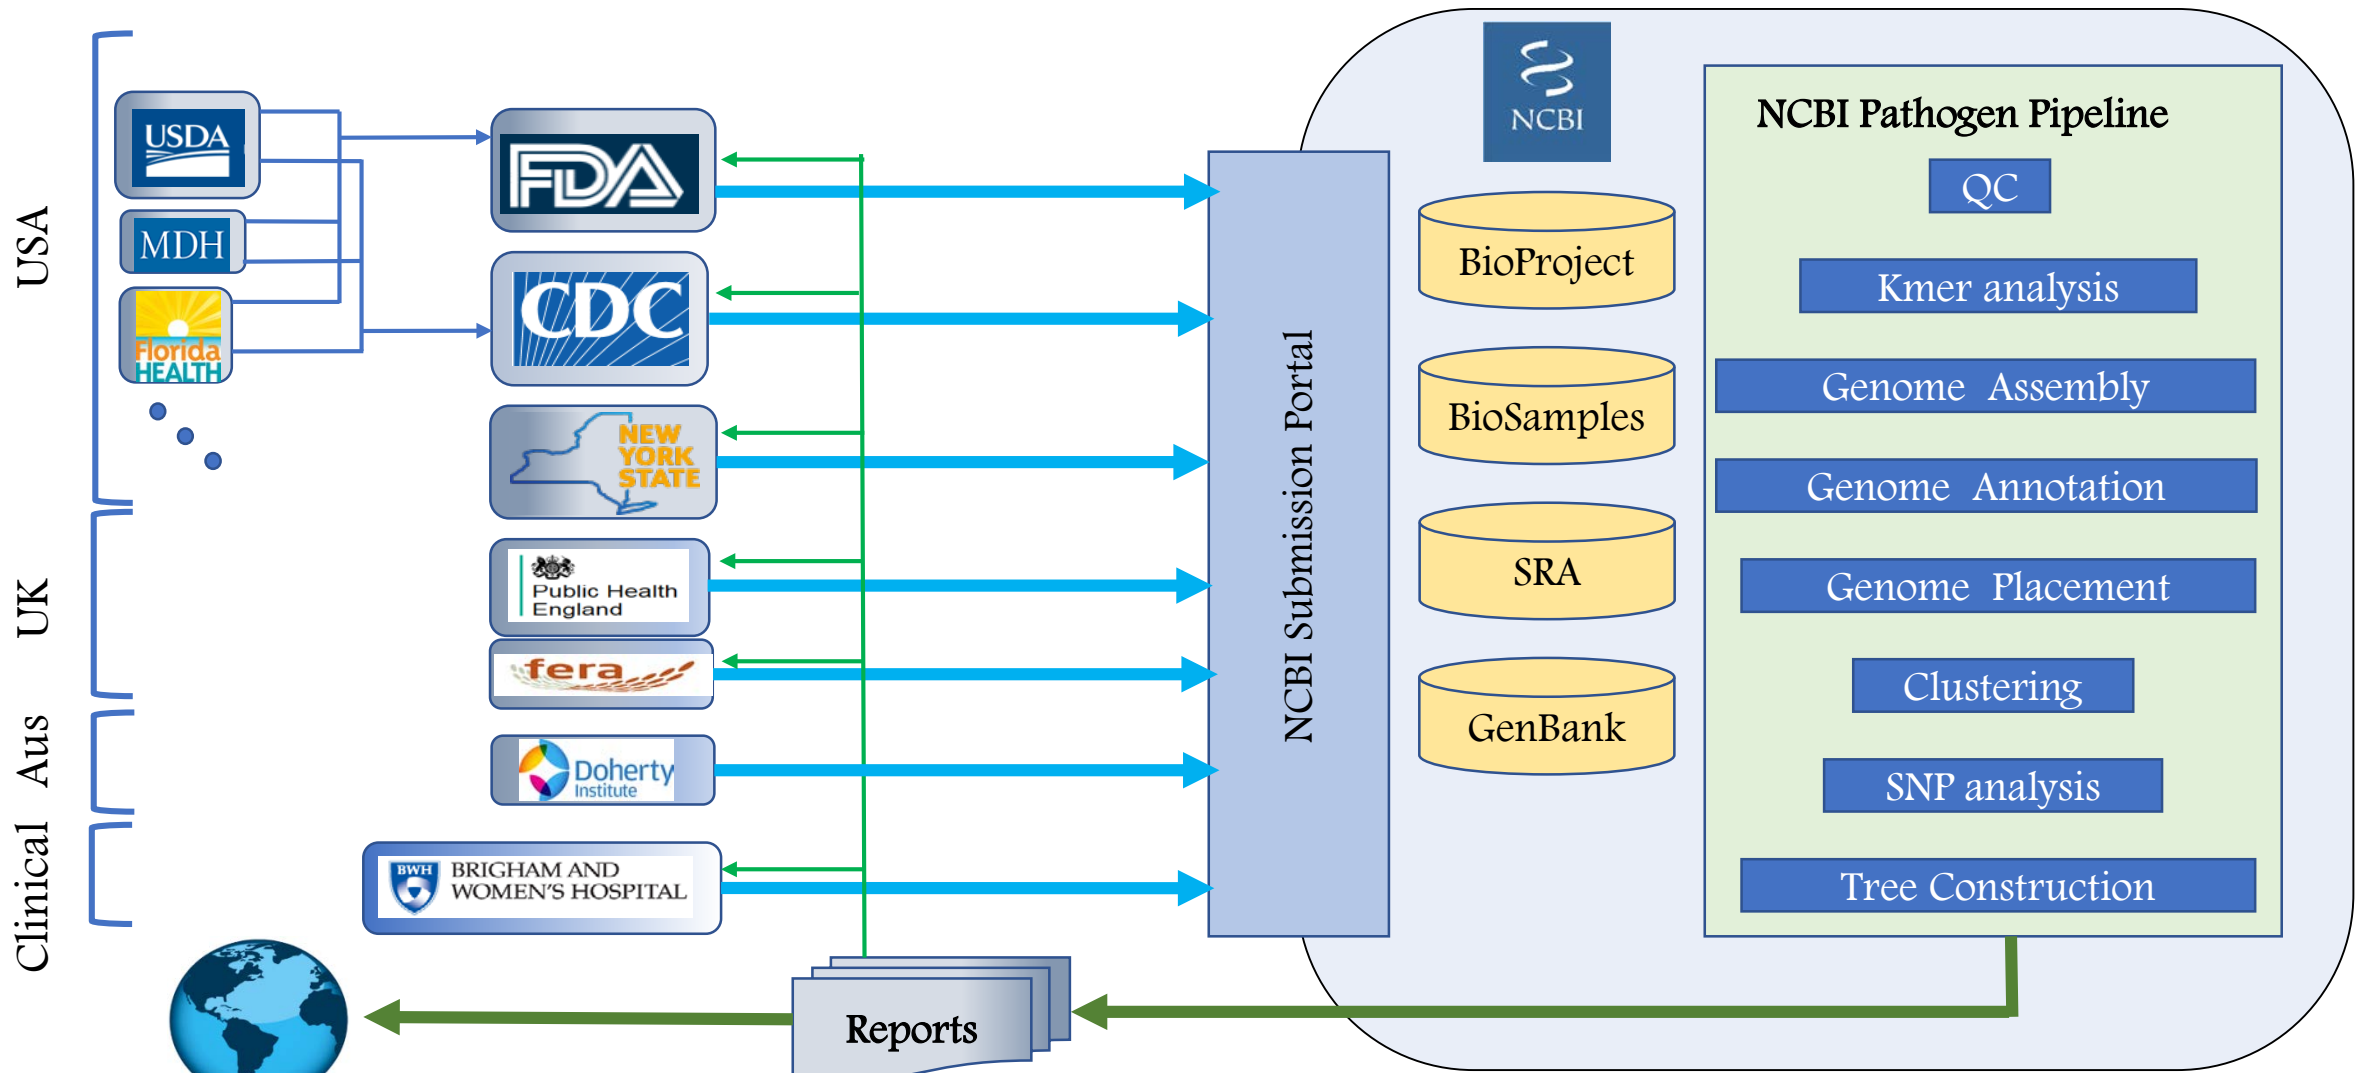 USA
USDA
MDH
Florida
HEALTH
FDA
CDC
NEW
YORK
STATE
UK
Public Health
England
fera
Aus
Doherty
Institute
Clinical
BWH
BRIGHAM AND
WOMEN'S HOSPITAL
Reports
NCBI Submission Portal
NCBI
BioProject
BioSamples
SRA
GenBank
NCBI Pathogen Pipeline
QC
Kmer analysis
Genome Assembly
Genome Annotation
Genome Placement
Clustering
SNP analysis
Tree Construction